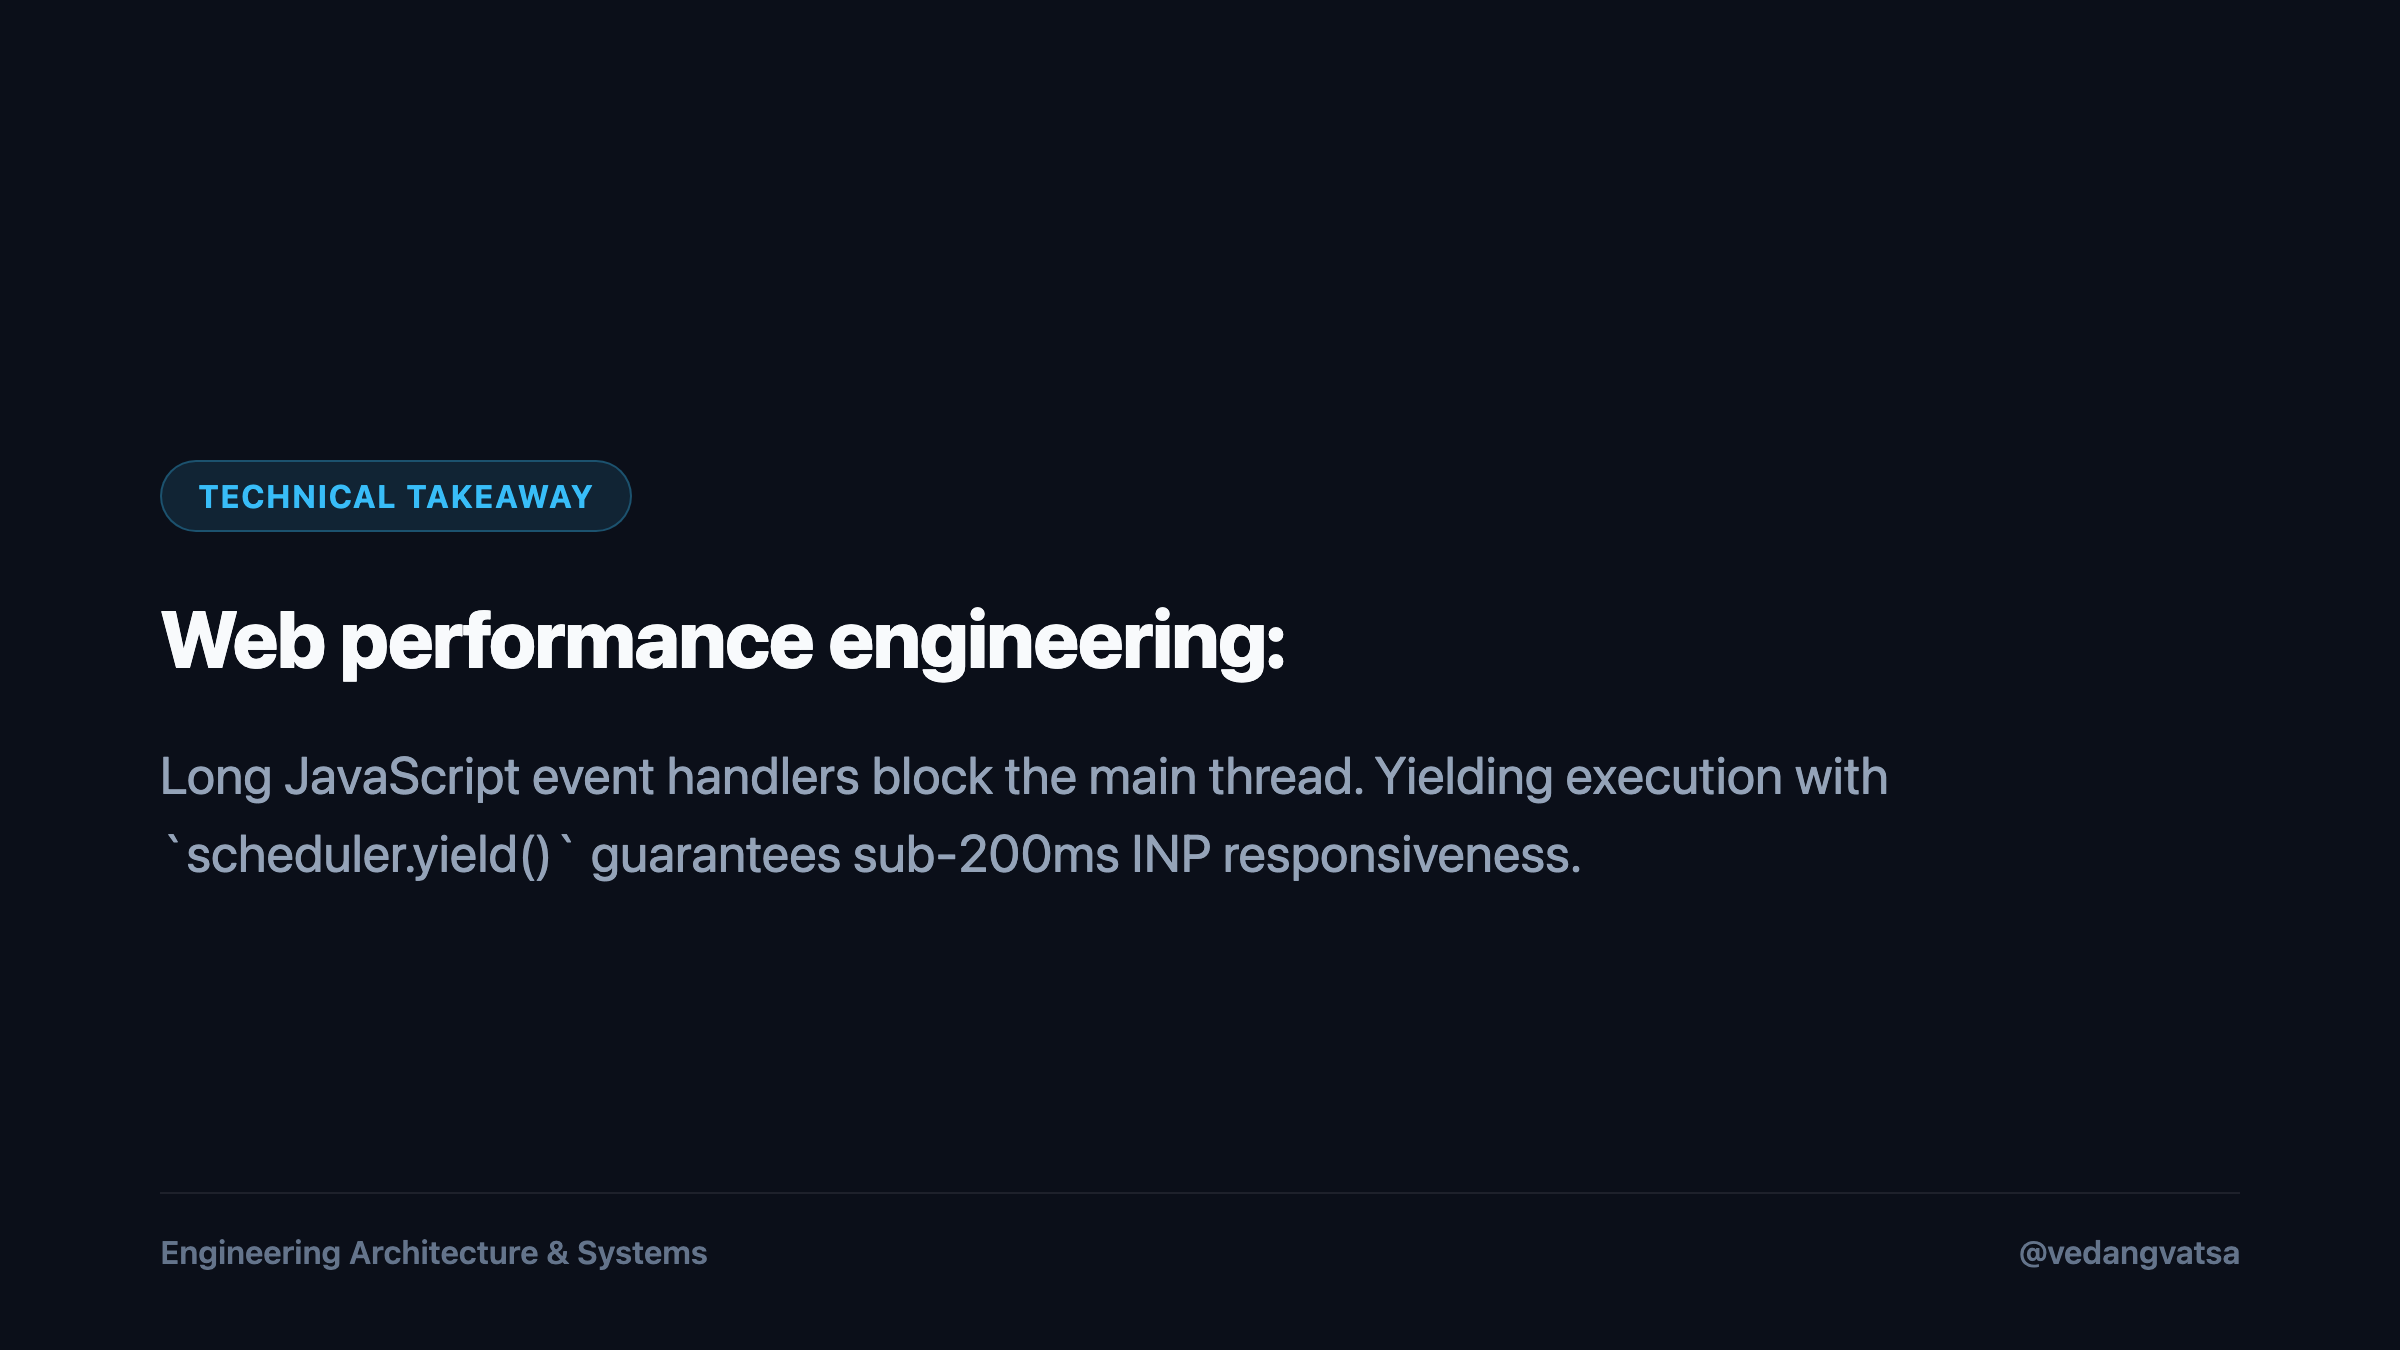 TECHNICAL TAKEAWAY
Web performance engineering:
Long JavaScript event handlers block the main thread. Yielding execution with
`scheduler.yield()` guarantees sub-200ms INP responsiveness.
Engineering Architecture & Systems
@vedangvatsa